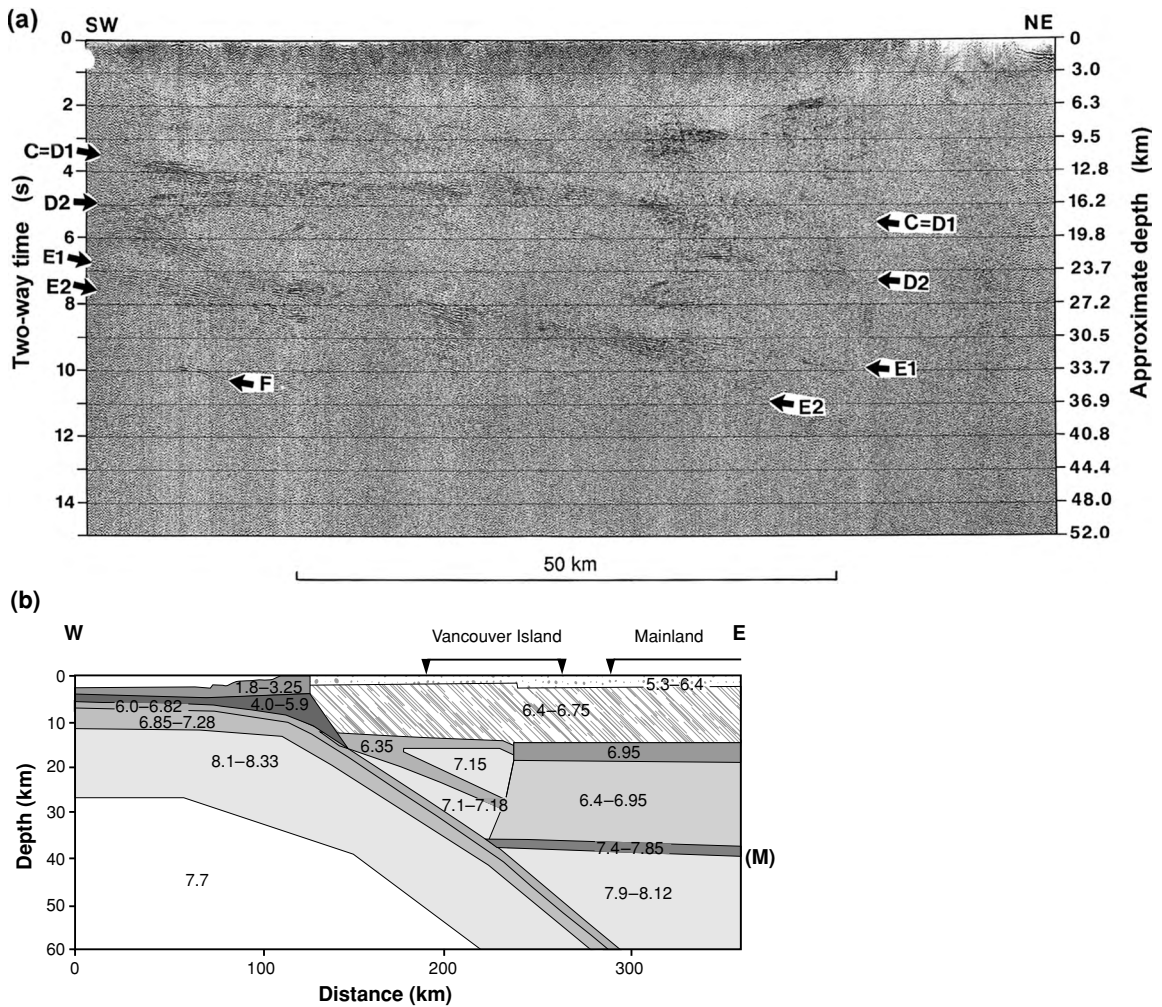 (a)
SW NE
0 0
3.0
2 6.3
9.5
C=D1
4 12.8
D2 16.2
C=D1
6 19.8
E1 23.7
D2
E2
8 27.2
30.5
10 33.7
F E1
36.9
E2
12 40.8
44.4
14 48.0
52.0
Two-way time (s)
Approximate depth (km)
50 km
(b)
W Vancouver Island Mainland E
0
1.8–3.25 5.3–6.4
6.0–6.82 4.0–5.9 6.4–6.75
10 6.85–7.28
6.35 6.95
7.15
20 8.1–8.33
7.1–7.18 6.4–6.95
30
7.4–7.85
40 (M)
7.7 7.9–8.12
50
60
Depth (km)
0 100 200 300
Distance (km)